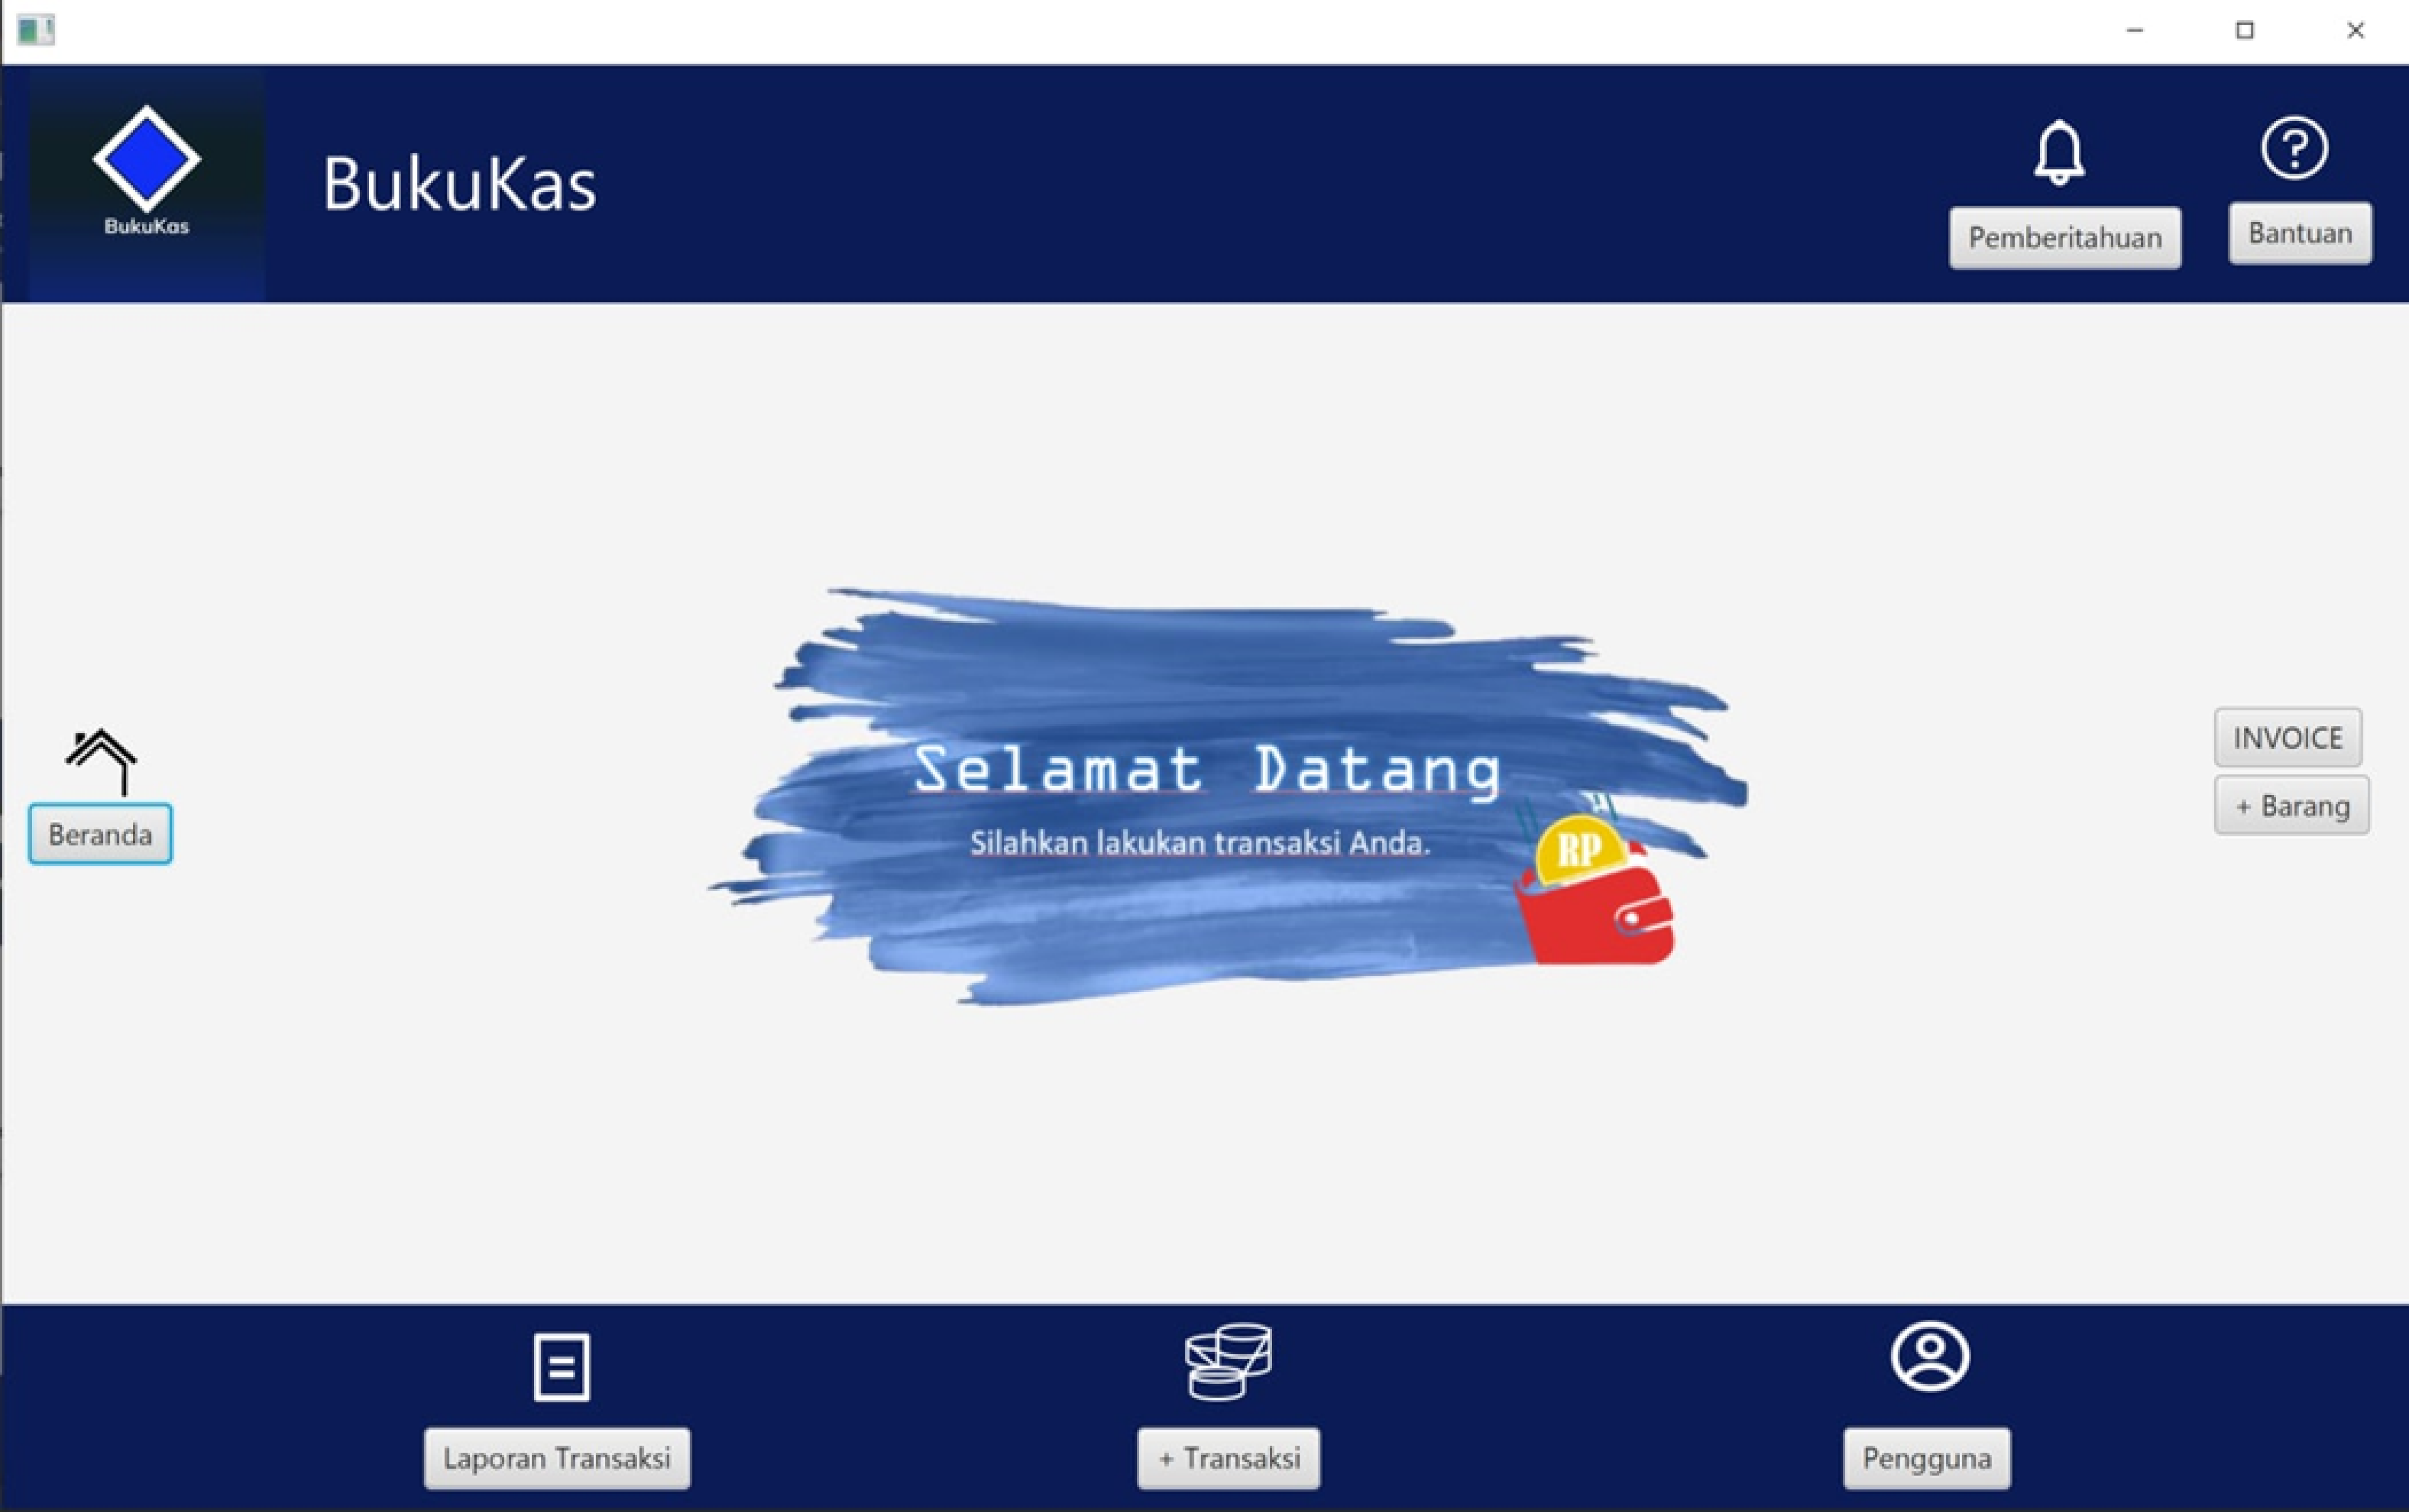 BukuKas
BukuKas
Pemberitahuan
Bantuan
Selamat Datang
Silahkan lakukan transaksi Anda.
RP
Beranda
INVOICE
+ Barang
Laporan Transaksi
+ Transaksi
Pengguna